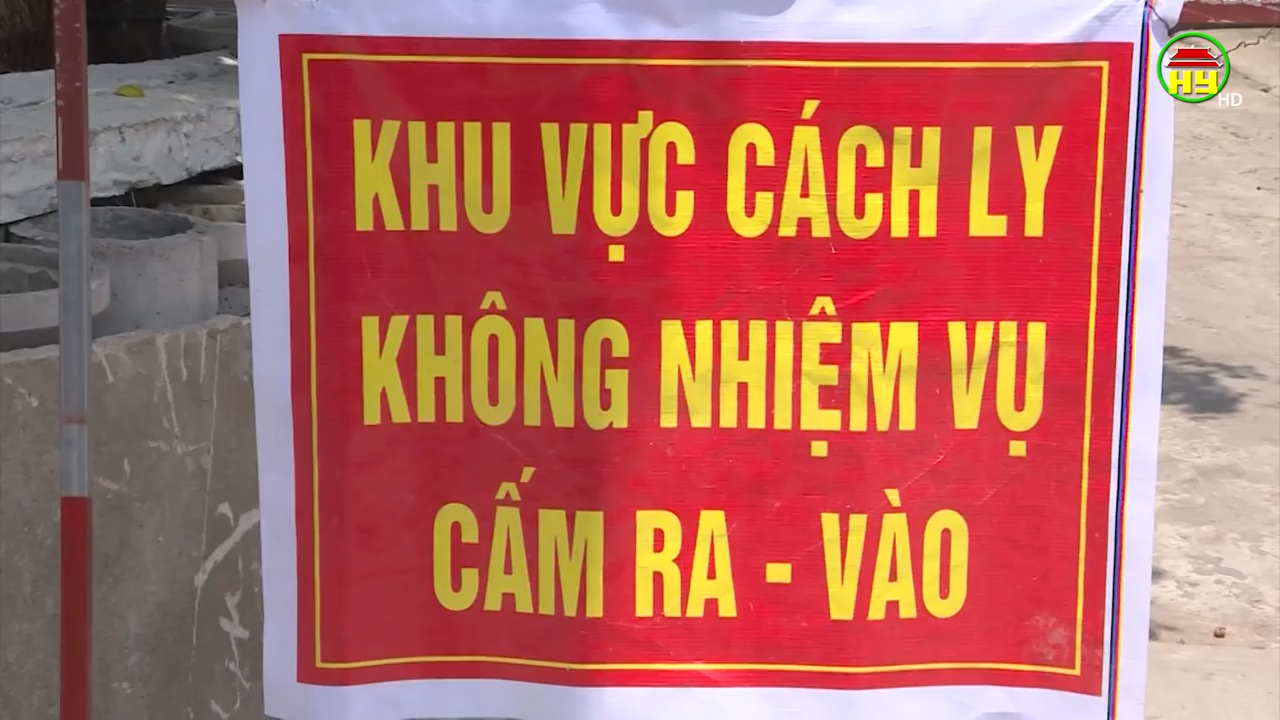 KHU VỰC CÁCH LY
KHÔNG NHIỆM VỤ
CẤM RA - VÀO
HY
HD